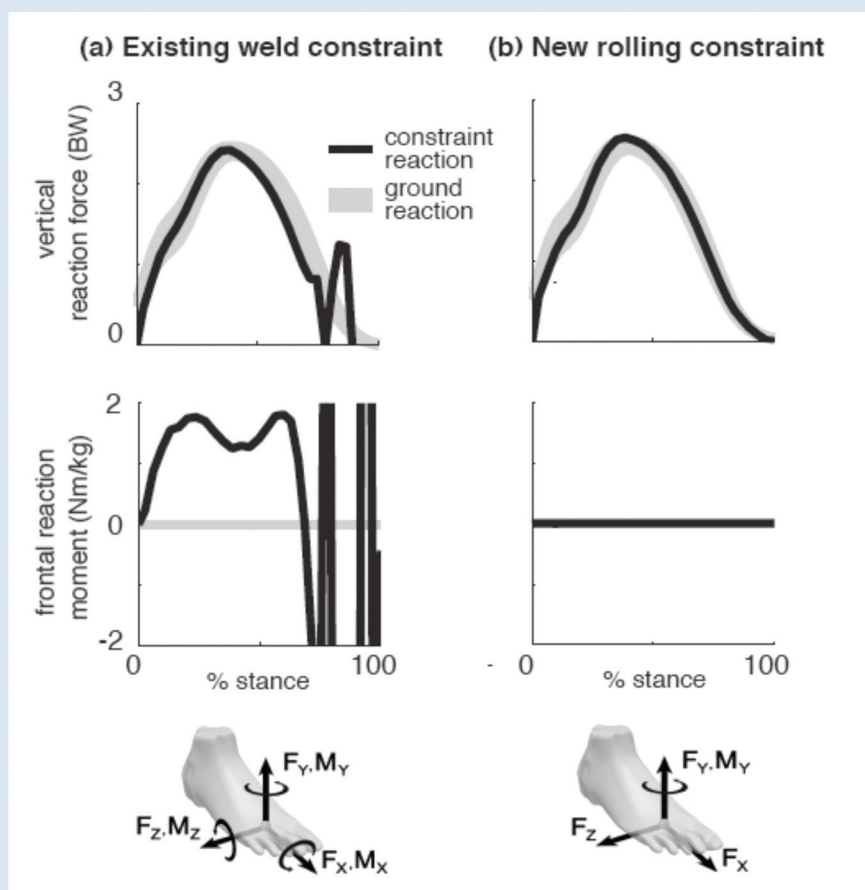 (a) Existing weld constraint
(b) New rolling constraint
3
vertical
reaction force (BW)
0
constraint
reaction
ground
reaction
2
frontal reaction
moment (Nm/kg)
0
-2
0
100
% stance
-
0
100
% stance
FY,MY
FZ,MZ
FX,MX
FY,MY
FZ
FX